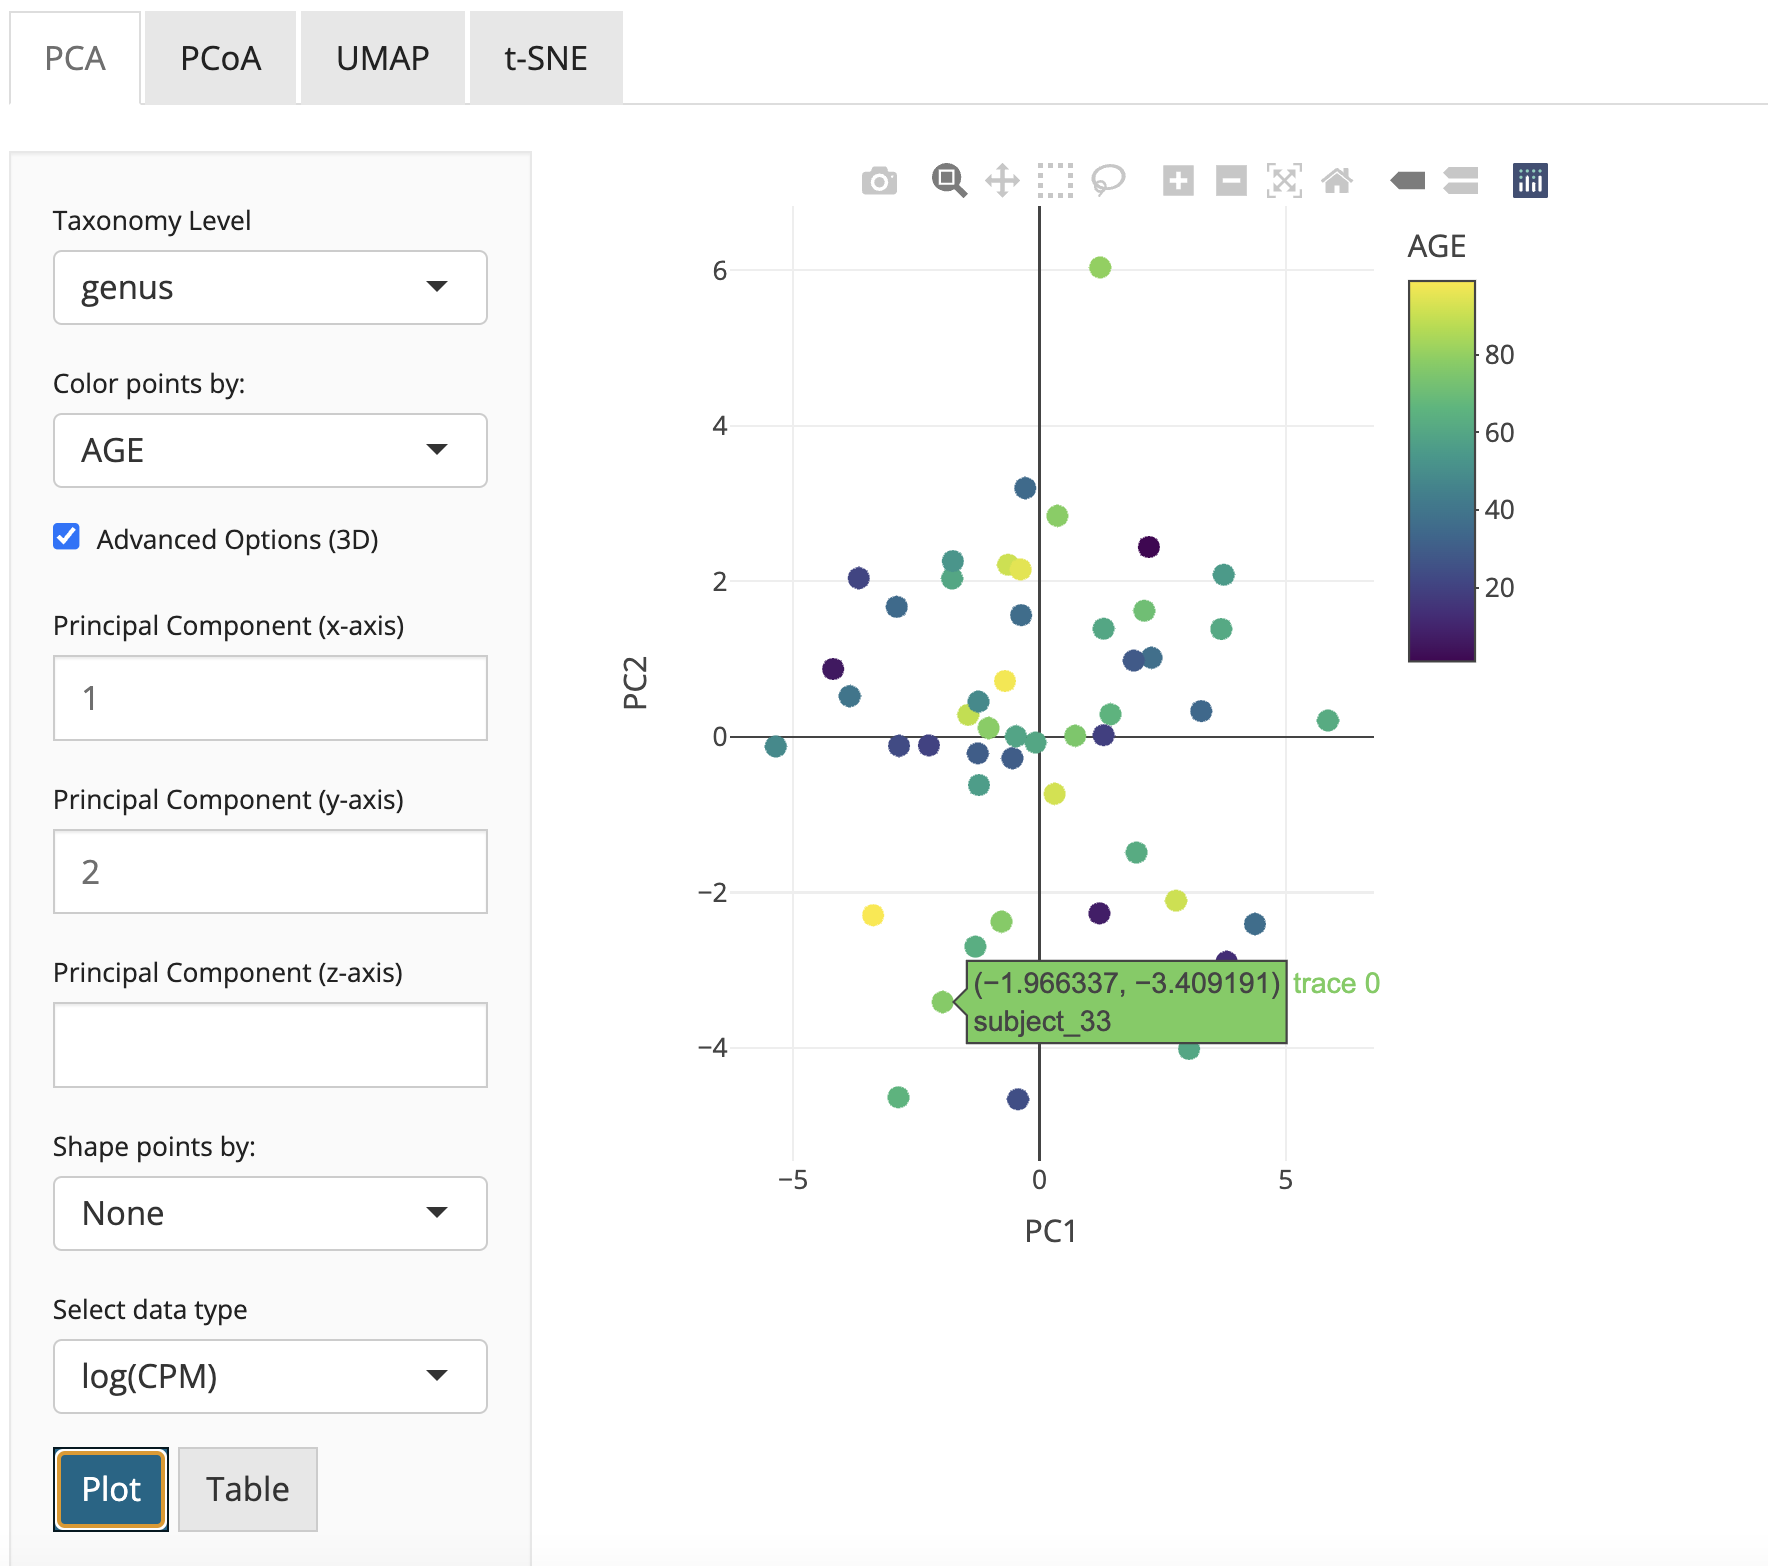 PCA
PCoA
UMAP
t-SNE
Taxonomy Level
genus
Color points by:
AGE
Advanced Options (3D)
Principal Component (x-axis)
1
Principal Component (y-axis)
2
Principal Component (z-axis)
Shape points by:
None
Select data type
log(CPM)
Plot
Table
PC2
6
4
2
0
−2
−4
(−1.966337, −3.409191)
subject_33
trace 0
−5
0
5
PC1
AGE
80
60
40
20